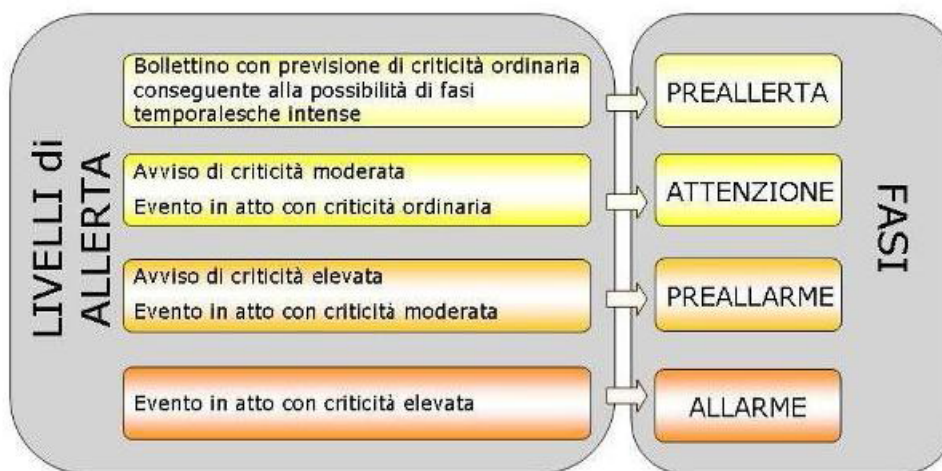 LIVELLI di
ALLERTA
Bollettino con previsione di criticità ordinaria
conseguente alla possibilità di fasi
temporalesche intense
PREALLERTA
Avviso di criticità moderata
Evento in atto con criticità ordinaria
ATTENZIONE
Avviso di criticità elevata
Evento in atto con criticità moderata
PREALLARME
Evento in atto con criticità elevata
ALLARME
FASI